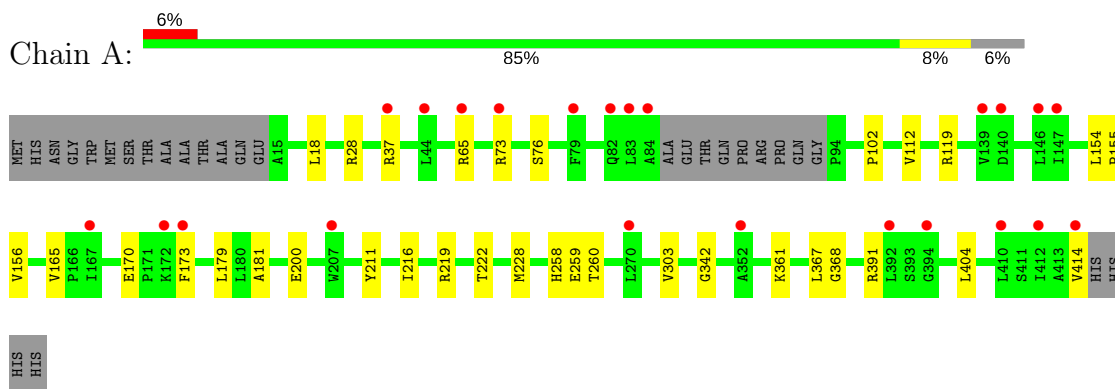 6%
Chain A:
85% 8% 6%
MET HIS ASN GLY TRP MET SER THR ALA ALA THR ALA GLN GLU A15 L18 R28 R37 L44 R65 R73 S76 F79 Q82 L83 A84 ALA GLU THR GLN PRO ARG PRO GLN GLY P94 P102 V112 R119 V139 D140 L146 I147 L154 R155
V156 V165 P166 I167 E170 P171 K172 F173 L179 L180 A181 E200 W207 Y211 I216 R219 T222 M228 H258 E259 T260 L270 V303 G342 A352 K361 L367 G368 R391 L392 S393 G394 L404 L410 S411 I412 A413 V414 HIS HIS
HIS HIS